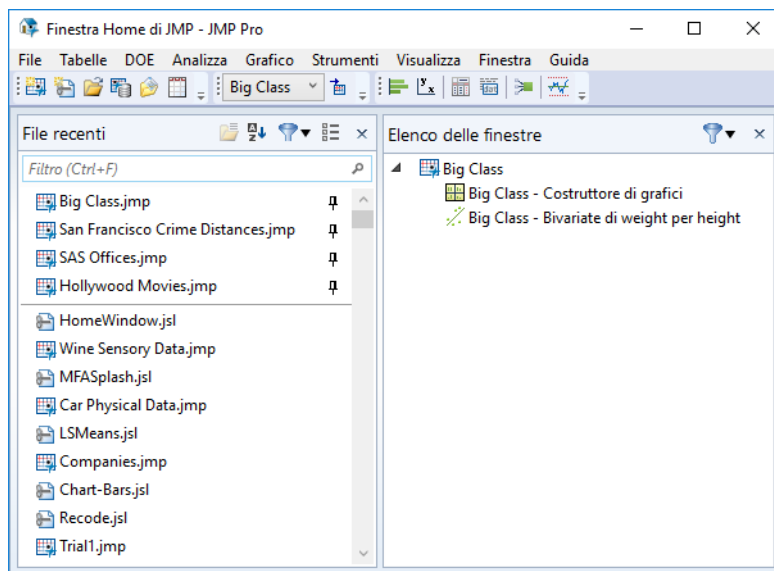 Finestra Home di JMP - JMP Pro
File Tabelle DOE Analizza Grafico Strumenti Visualizza Finestra Guida
Big Class
File recenti
Filtro (Ctrl+F)
Big Class.jmp
San Francisco Crime Distances.jmp
SAS Offices.jmp
Hollywood Movies.jmp
HomeWindow.jsl
Wine Sensory Data.jmp
MFASplash.jsl
Car Physical Data.jmp
LSMeans.jsl
Companies.jmp
Chart-Bars.jsl
Recode.jsl
Trial1.jmp
Elenco delle finestre
Big Class
Big Class - Costruttore di grafici
Big Class - Bivariate di weight per height